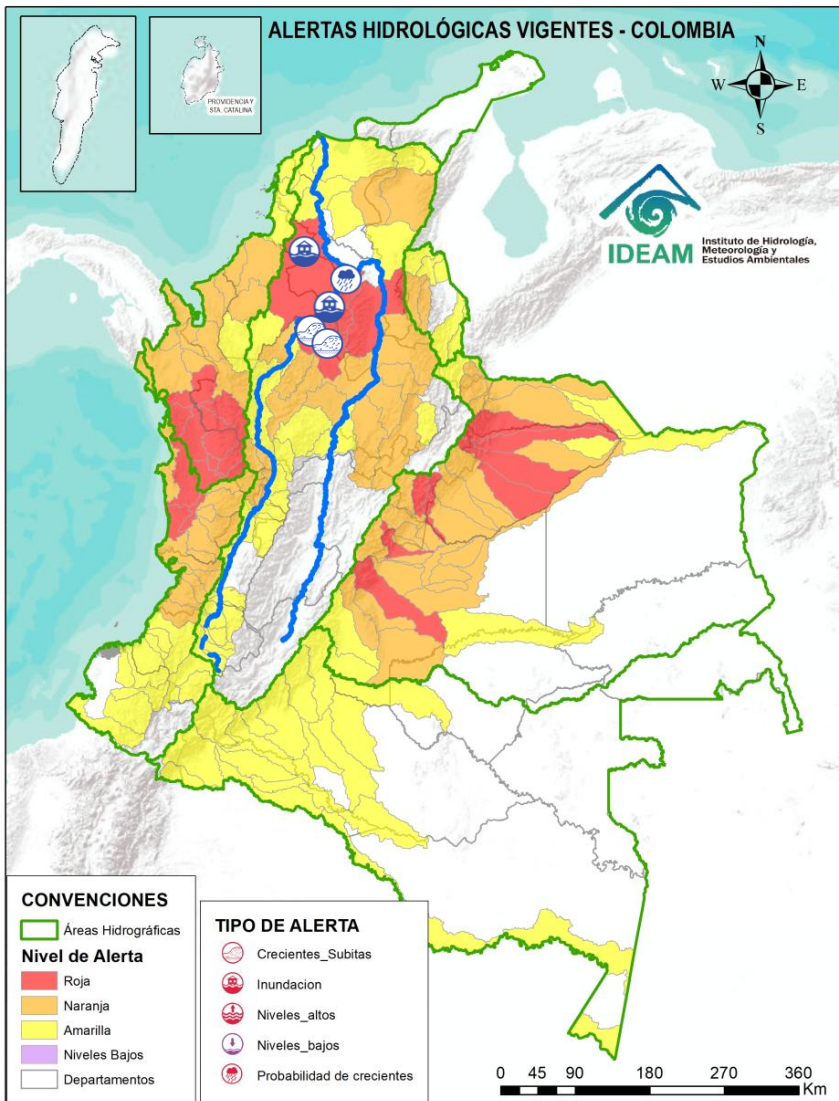 ALERTAS HIDROLÓGICAS VIGENTES - COLOMBIA
PROVIDENCIA Y
STA. CATALINA
N
W E
S
IDEAM
Instituto de Hidrología,
Meteorología y
Estudios Ambientales
CONVENCIONES
Áreas Hidrográficas
Nivel de Alerta
Roja
Naranja
Amarilla
Niveles Bajos
Departamentos
TIPO DE ALERTA
Crecientes_Subitas
Inundacion
Niveles_altos
Niveles_bajos
Probabilidad de crecientes
0 45 90 180 270 360
Km